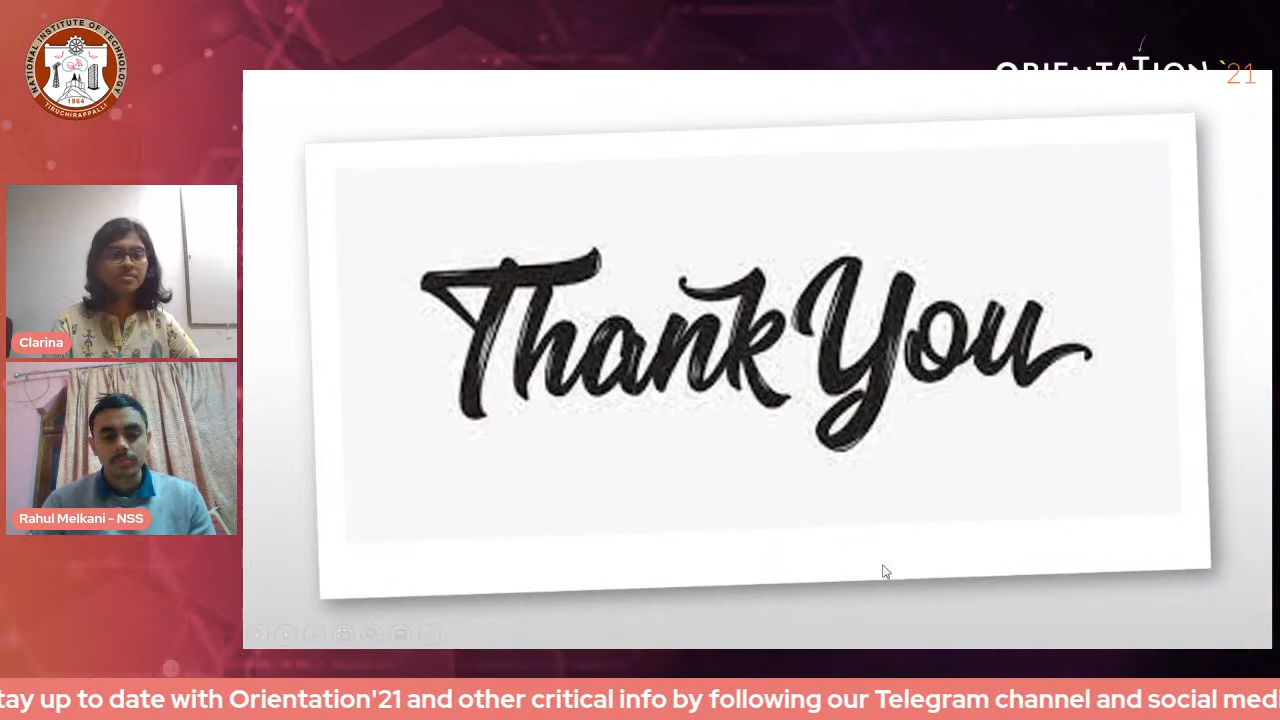 NATIONAL INSTITUTE OF TECHNOLOGY
1964
TIRUCHIRAPPALLI
ORIENTATION `21
Thank You
Clarina
Rahul Melkani - NSS
tay up to date with Orientation'21 and other critical info by following our Telegram channel and social medi